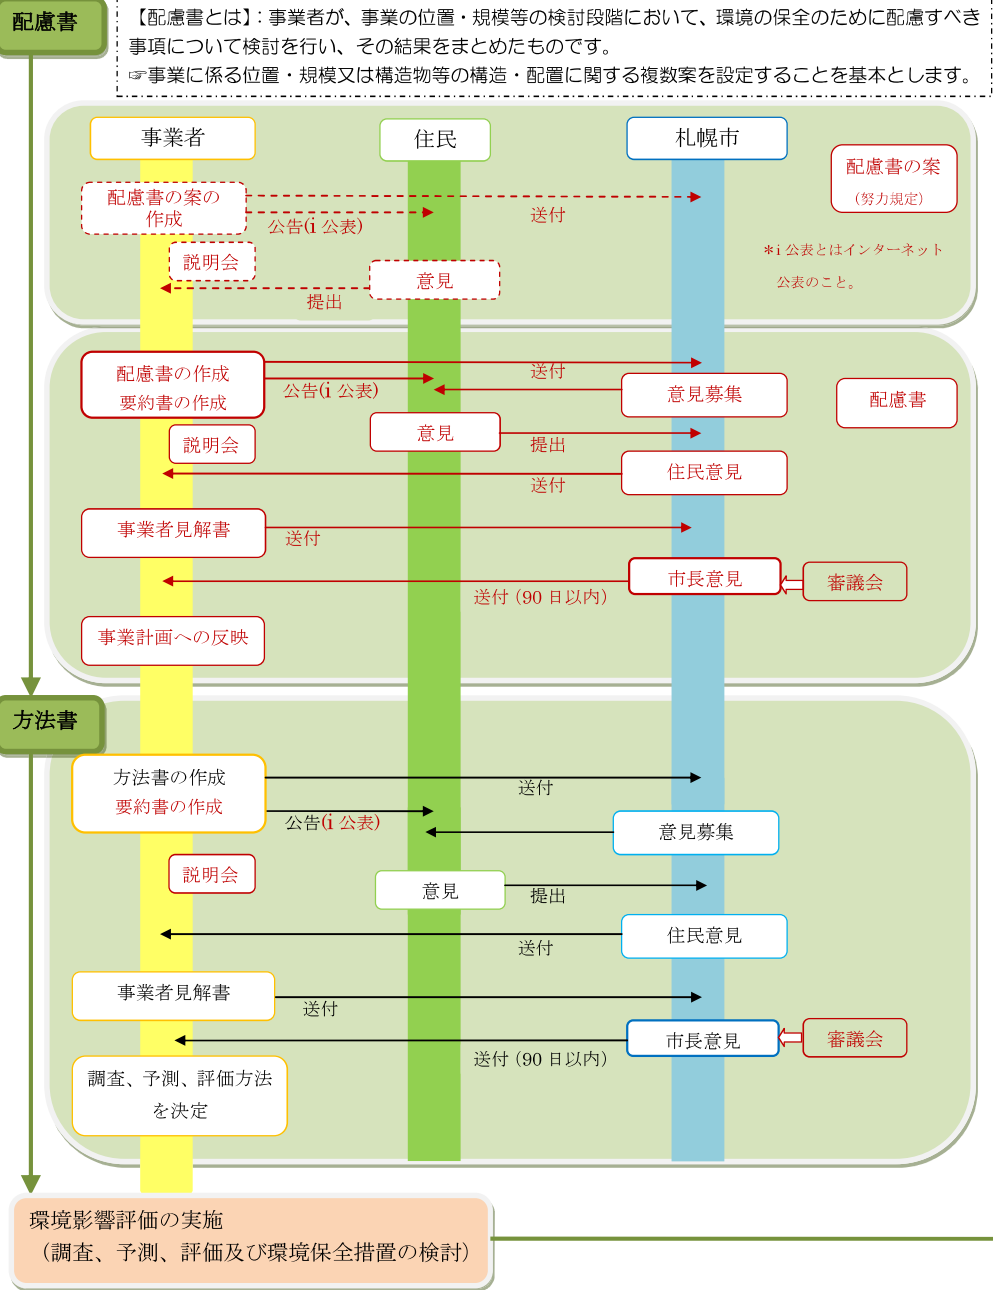 配慮書
【配慮書とは】：事業者が、事業の位置・規模等の検討段階において、環境の保全のために配慮すべき
事項について検討を行い、その結果をまとめたものです。
☞事業に係る位置・規模又は構造物等の構造・配置に関する複数案を設定することを基本とします。
事業者
住民
札幌市
配慮書の案の
作成
公告(i 公表)
送付
配慮書の案
（努力規定）
説明会
意見
提出
＊i 公表とはインターネット
公表のこと。
配慮書の作成
要約書の作成
公告(i 公表)
送付
意見募集
配慮書
説明会
意見
提出
送付
住民意見
事業者見解書
送付
市長意見
審議会
送付（90 日以内）
事業計画への反映
方法書
方法書の作成
要約書の作成
送付
公告(i 公表)
意見募集
説明会
意見
提出
住民意見
送付
事業者見解書
送付
市長意見
審議会
送付（90 日以内）
調査、予測、評価方法
を決定
環境影響評価の実施
（調査、予測、評価及び環境保全措置の検討）